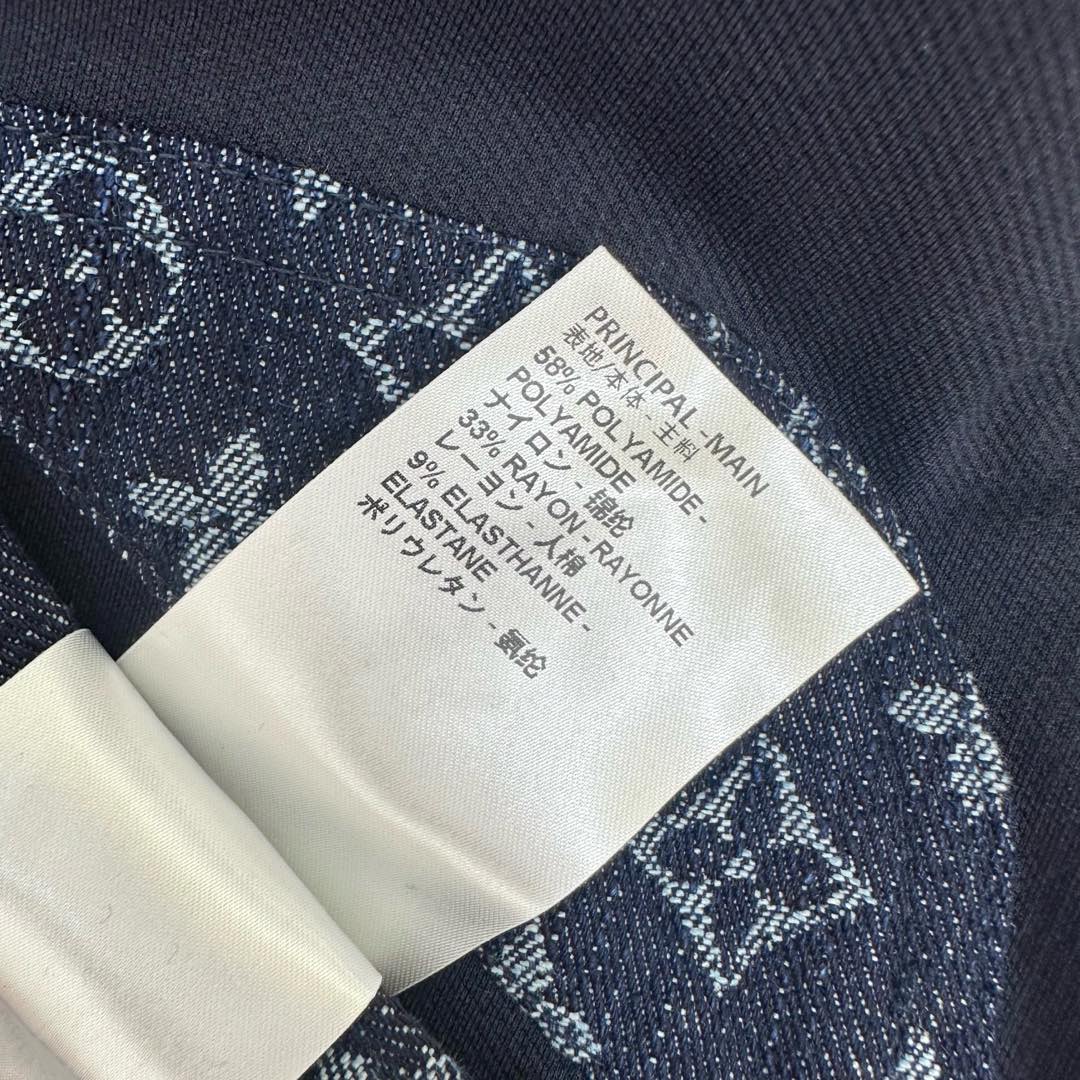 PRINCIPAL -MAIN
表地/本体 - 主料
58% POLYAMIDE -
POLYAMIDE
ナイロン - 锦纶
33% RAYON - RAYONNE
レーヨン - 人棉
9% ELASTHANNE -
ELASTANE
ポリウレタン - 氨纶